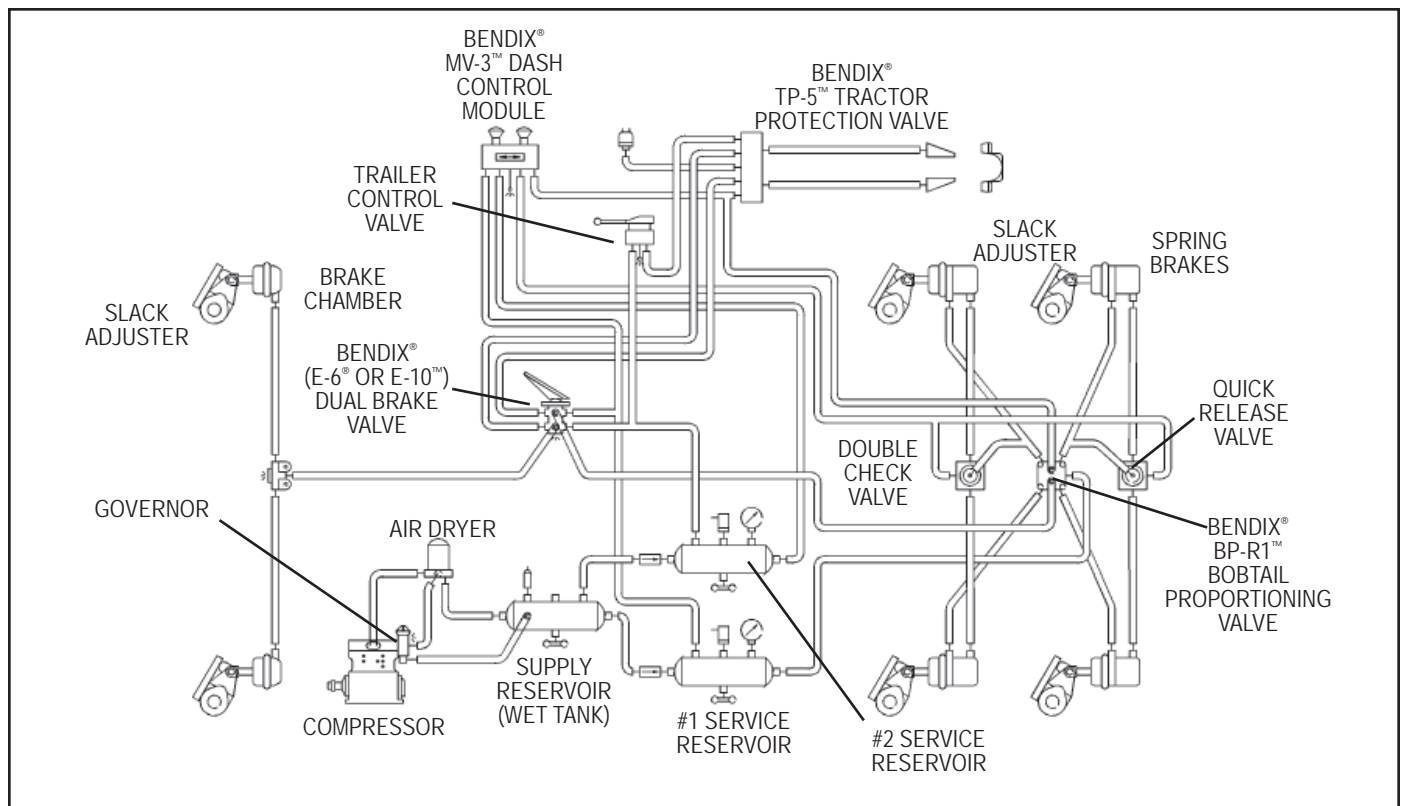 BENDIX®
MV-3™ DASH
CONTROL
MODULE
BENDIX®
TP-5™ TRACTOR
PROTECTION VALVE
TRAILER
CONTROL
VALVE
SLACK
ADJUSTER
SPRING
BRAKES
BRAKE
CHAMBER
SLACK
ADJUSTER
BENDIX®
(E-6® OR E-10™)
DUAL BRAKE
VALVE
QUICK
RELEASE
VALVE
DOUBLE
CHECK
VALVE
GOVERNOR
AIR DRYER
BENDIX®
BP-R1™
BOBTAIL
PROPORTIONING
VALVE
SUPPLY
RESERVOIR
(WET TANK)
COMPRESSOR
#1 SERVICE
RESERVOIR
#2 SERVICE
RESERVOIR